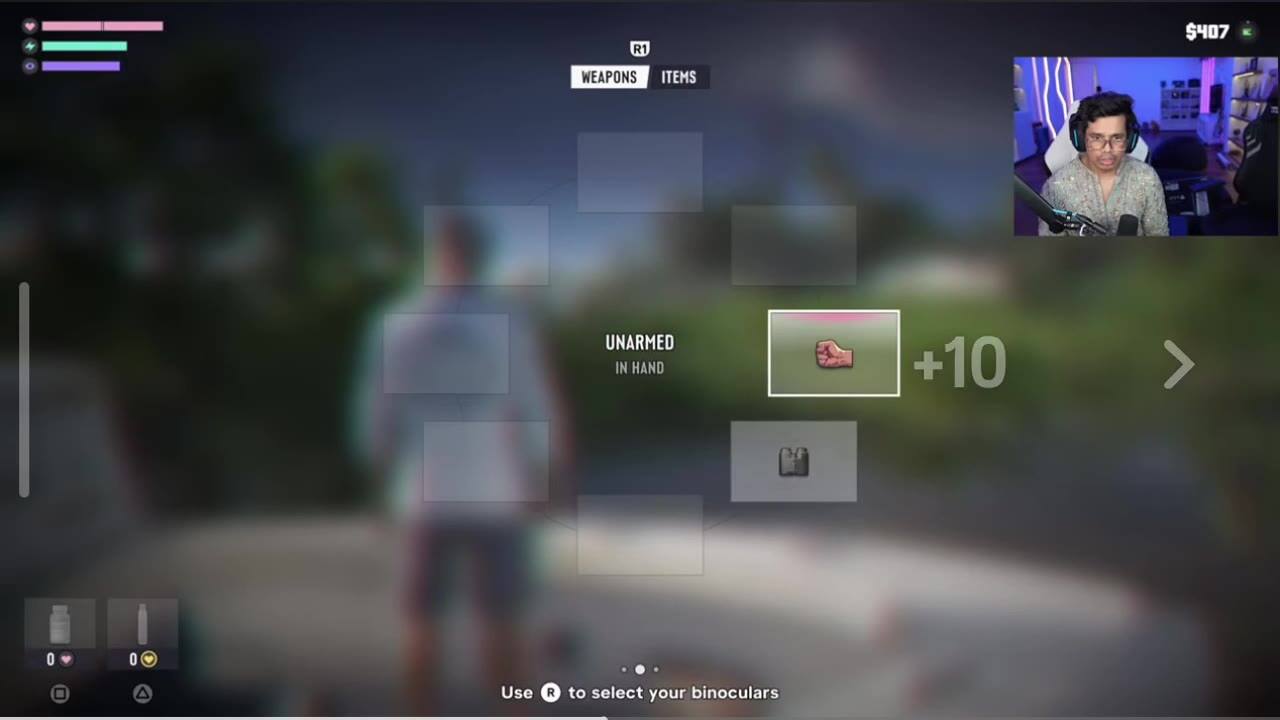 $407
R1
WEAPONS ITEMS
UNARMED
IN HAND
+10
0 0
Use R to select your binoculars